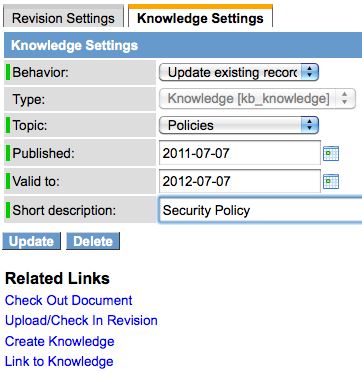 Revision Settings Knowledge Settings
Knowledge Settings
Behavior: Update existing recor
Type: Knowledge [kb_knowledge]
Topic: Policies
Published: 2011-07-07
Valid to: 2012-07-07
Short description: Security Policy
Update Delete
Related Links
Check Out Document
Upload/Check In Revision
Create Knowledge
Link to Knowledge